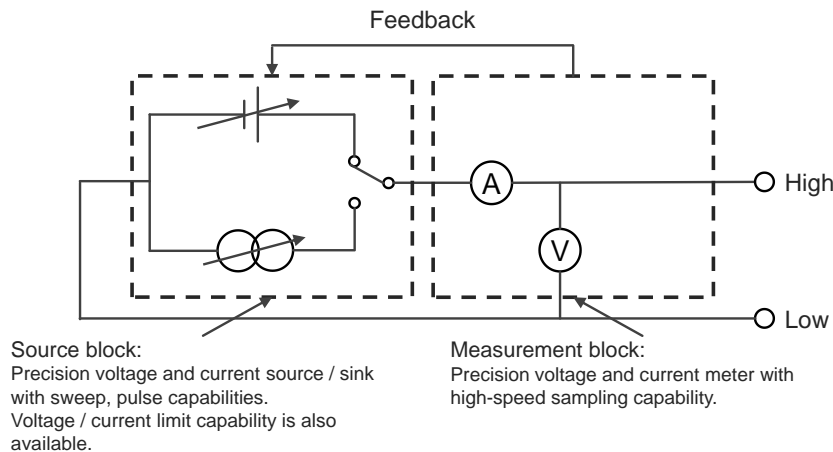 Feedback
A
High
V
Low
Source block:
Precision voltage and current source / sink
with sweep, pulse capabilities.
Voltage / current limit capability is also
available.
Measurement block:
Precision voltage and current meter with
high-speed sampling capability.